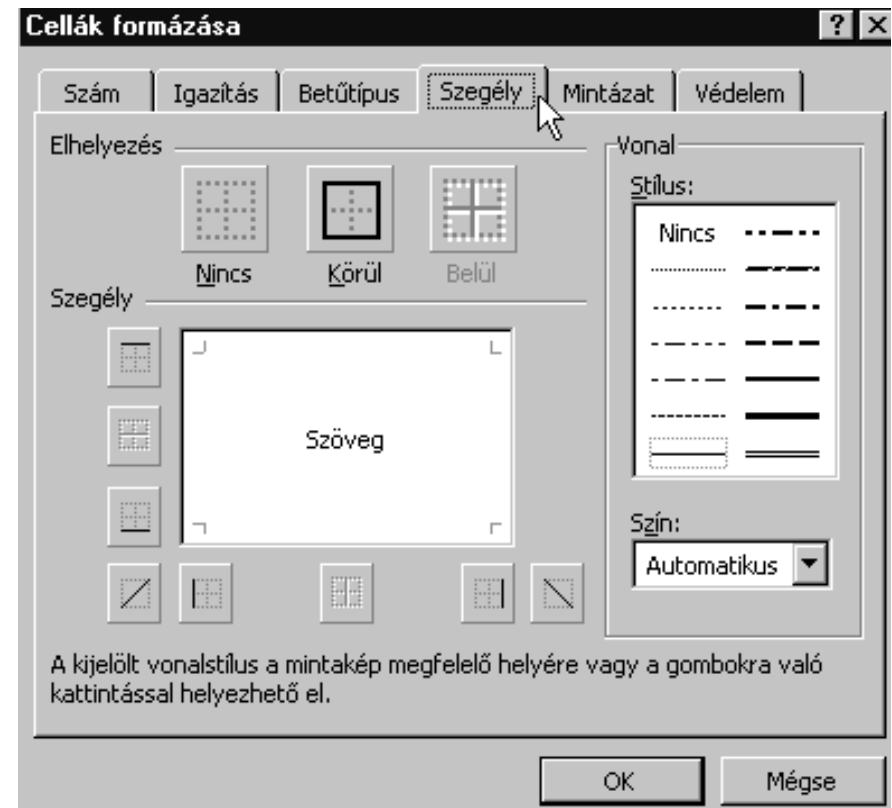 Cellák formázása
Szám Igazítás Betűtípus Szegély Mintázat Védelem
Elhelyezés
Nincs Körül Belül
Szegély
Szöveg
Vonal
Stílus:
Nincs
Szín:
Automatikus
A kijelölt vonalstílus a mintakép megfelelő helyére vagy a gombokra való
kattintással helyezhető el.
OK Mégse